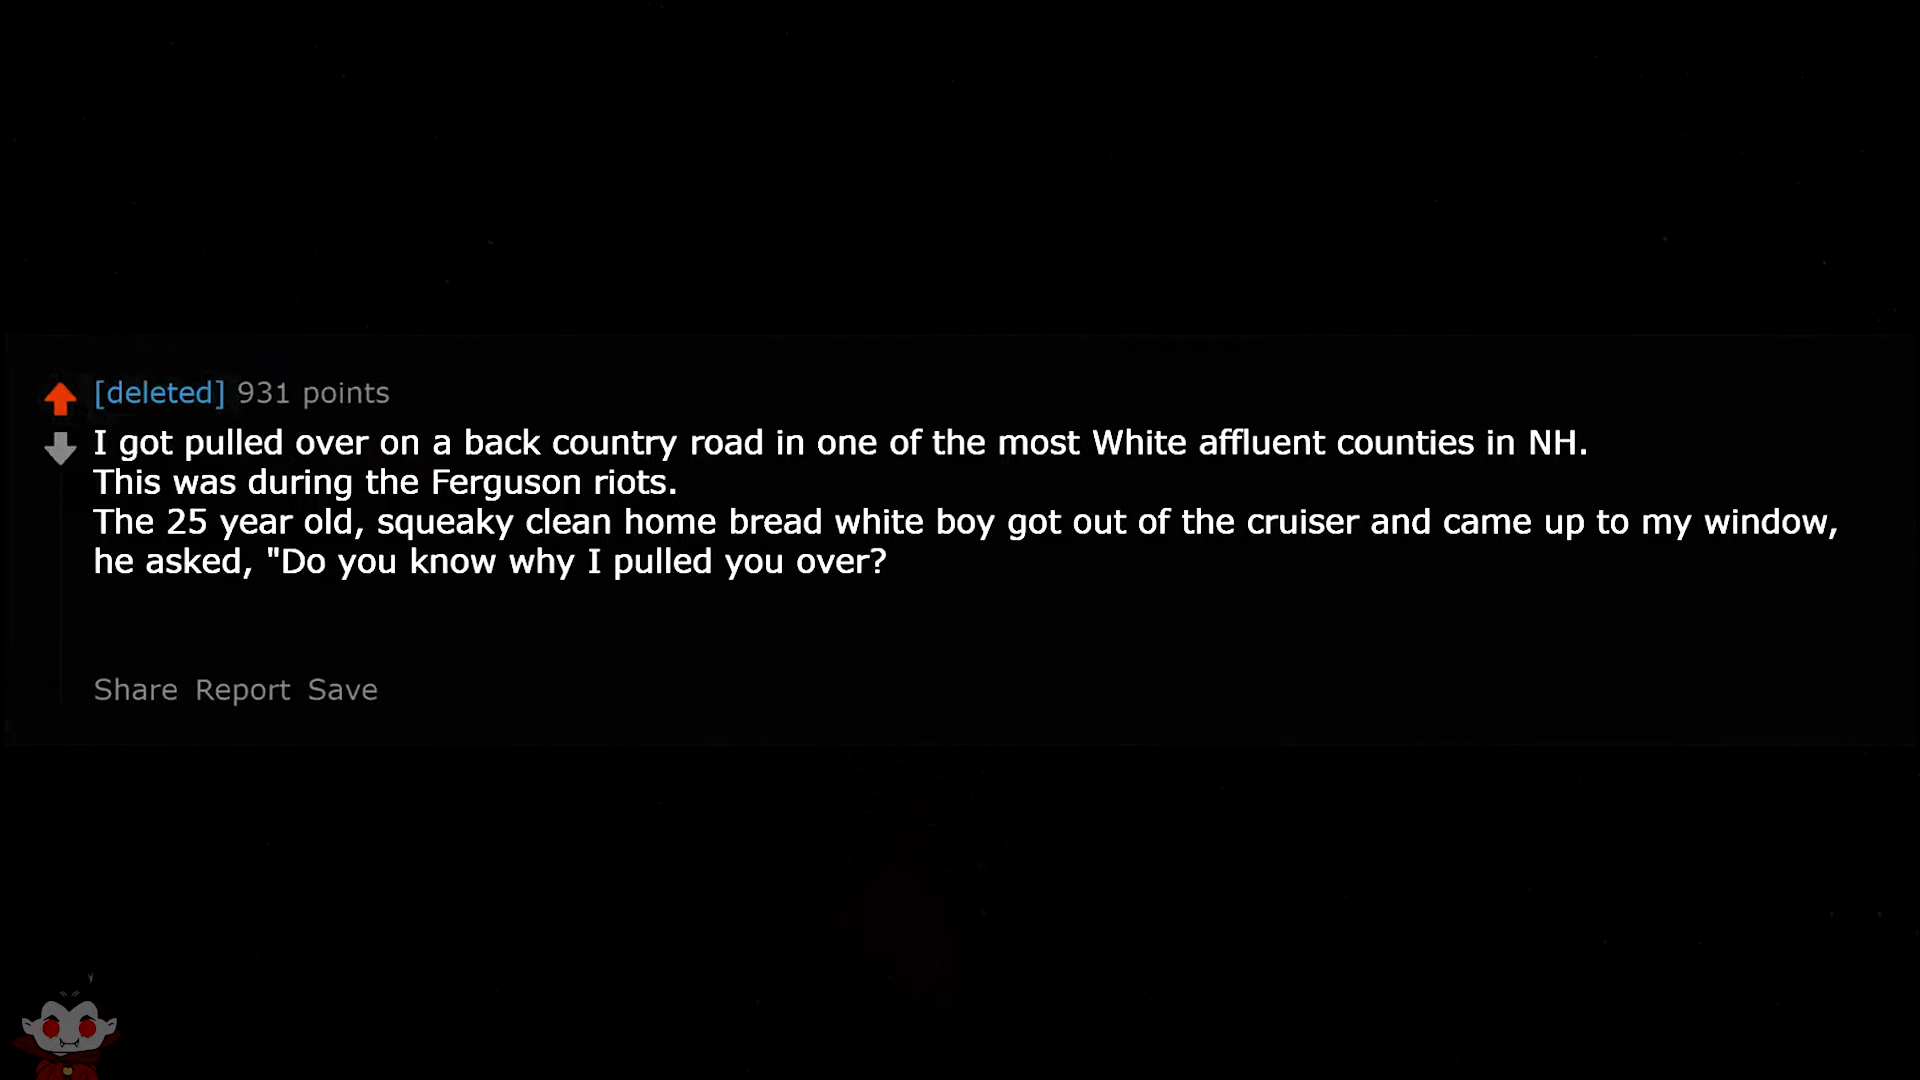 [deleted] 931 points
I got pulled over on a back country road in one of the most White affluent counties in NH.
This was during the Ferguson riots.
The 25 year old, squeaky clean home bread white boy got out of the cruiser and came up to my window,
he asked, "Do you know why I pulled you over?
Share Report Save